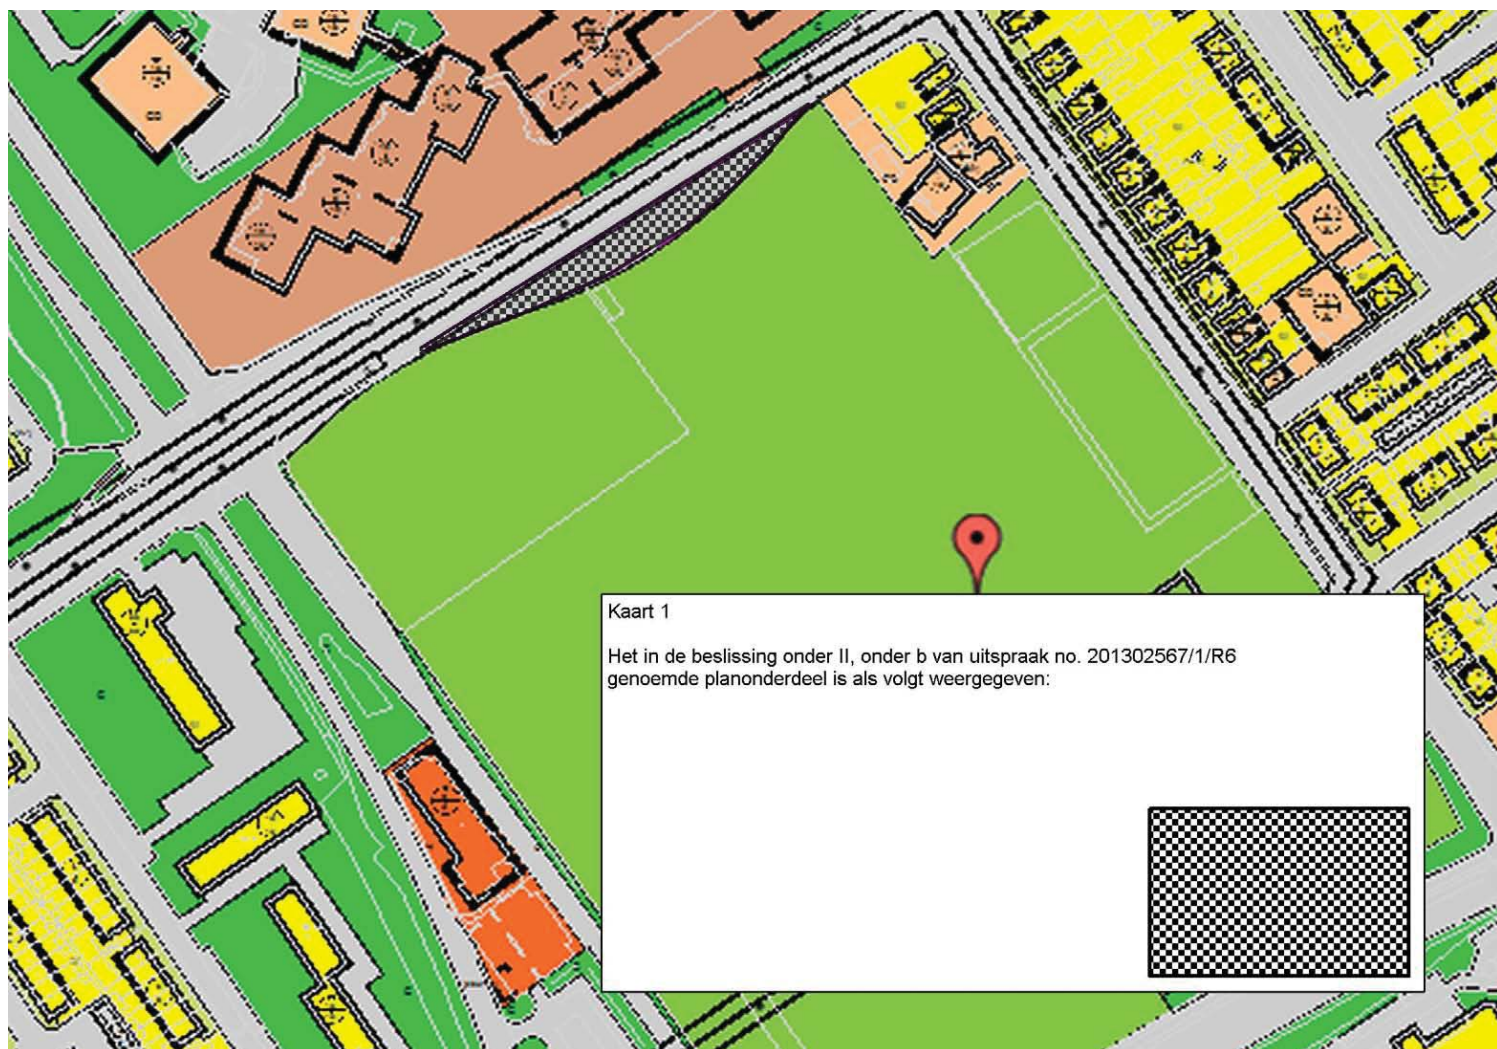 Kaart 1
Het in de beslissing onder II, onder b van uitspraak no. 201302567/1/R6
genoemde planonderdeel is als volgt weergegeven: